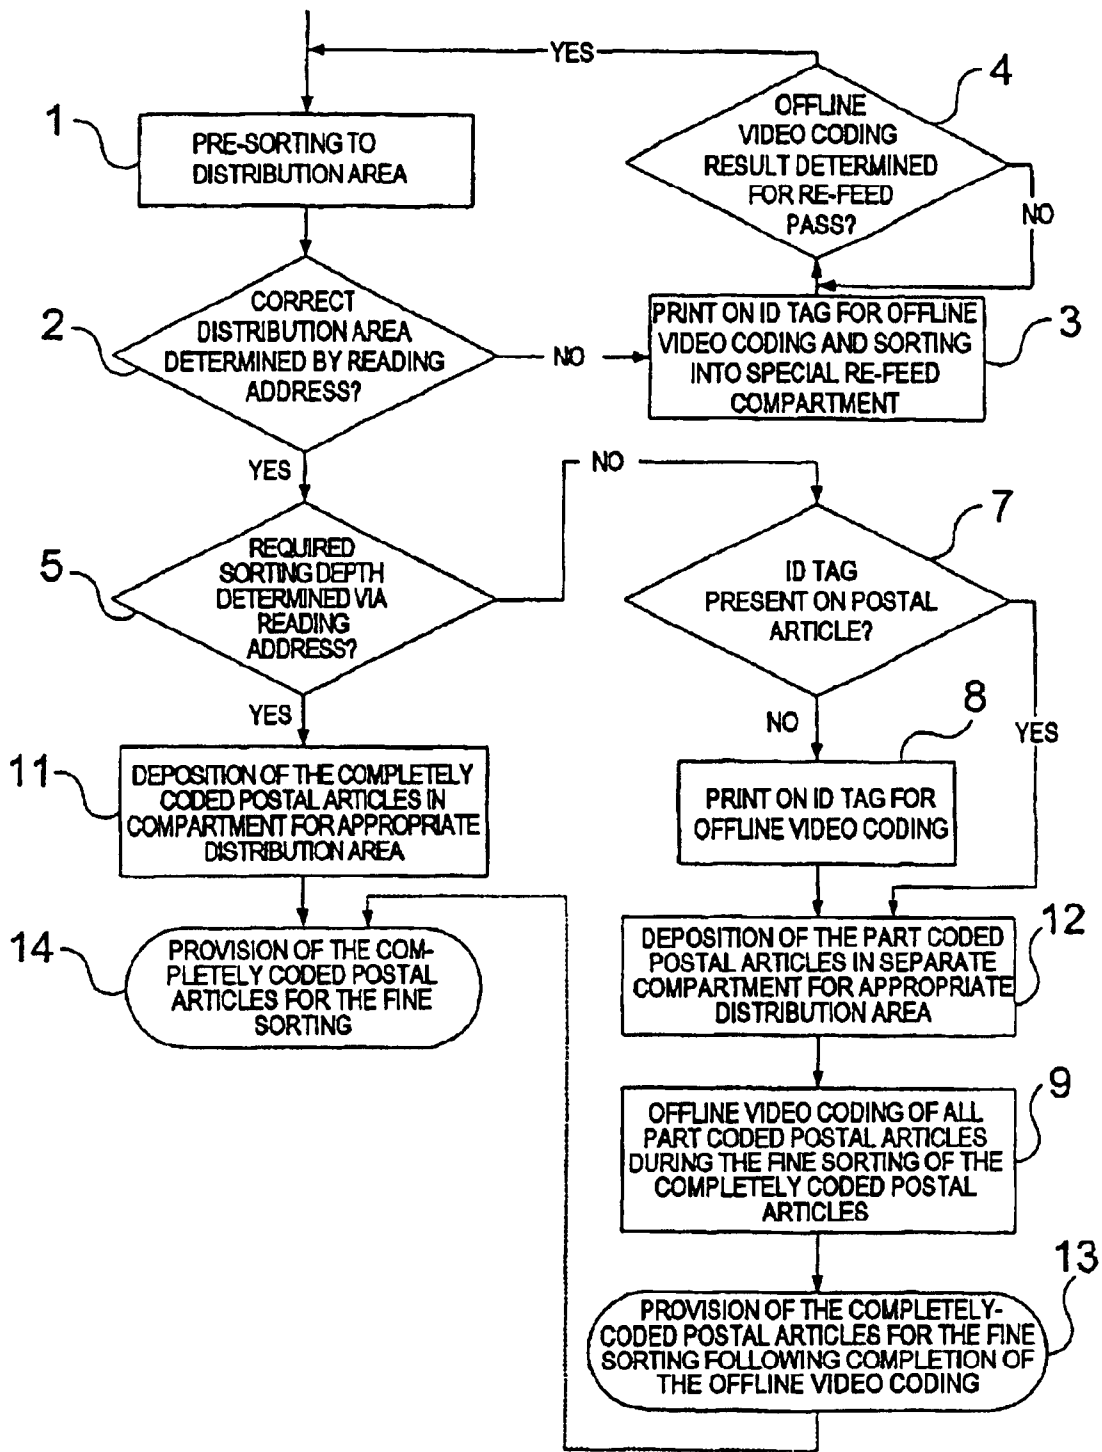 YES
4
OFFLINE
VIDEO CODING
RESULT DETERMINED
FOR RE-FEED
PASS?
NO
1
PRE-SORTING TO
DISTRIBUTION AREA
2
CORRECT
DISTRIBUTION AREA
DETERMINED BY READING
ADDRESS?
NO
PRINT ON ID TAG FOR OFFLINE
VIDEO CODING AND SORTING
INTO SPECIAL RE-FEED
COMPARTMENT
3
YES
NO
5
REQUIRED
SORTING DEPTH
DETERMINED VIA
READING
ADDRESS?
7
ID TAG
PRESENT ON POSTAL
ARTICLE?
YES
NO
8
YES
11
DEPOSITION OF THE COMPLETELY
CODED POSTAL ARTICLES IN
COMPARTMENT FOR APPROPRIATE
DISTRIBUTION AREA
PRINT ON ID TAG FOR
OFFLINE VIDEO CODING
14
PROVISION OF THE COM-
PLETELY CODED POSTAL
ARTICLES FOR THE FINE
SORTING
12
DEPOSITION OF THE PART CODED
POSTAL ARTICLES IN SEPARATE
COMPARTMENT FOR APPROPRIATE
DISTRIBUTION AREA
9
OFFLINE VIDEO CODING OF ALL
PART CODED POSTAL ARTICLES
DURING THE FINE SORTING OF THE
COMPLETELY CODED POSTAL
ARTICLES
13
PROVISION OF THE COMPLETELY-
CODED POSTAL ARTICLES FOR THE FINE
SORTING FOLLOWING COMPLETION OF
THE OFFLINE VIDEO CODING